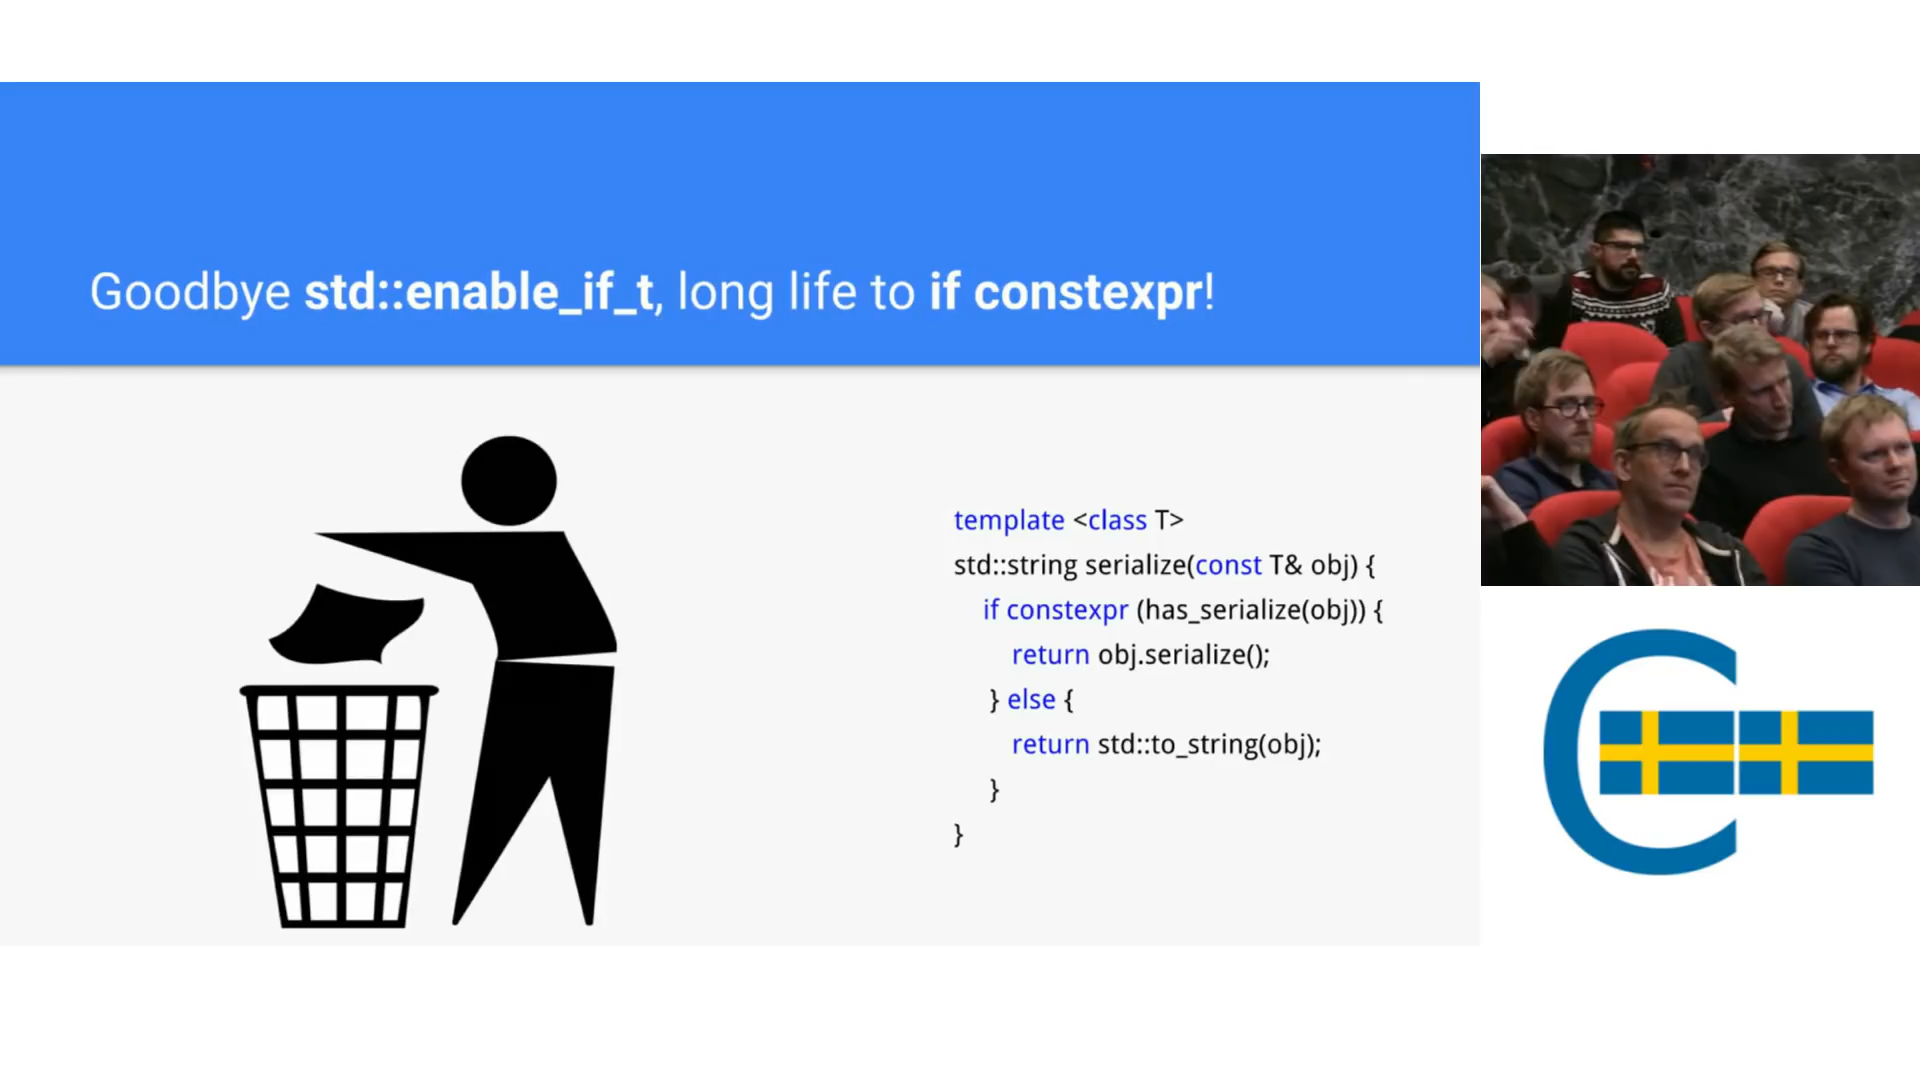 Goodbye std::enable_if_t, long life to if constexpr!
template <class T>
std::string serialize(const T& obj) {
if constexpr (has_serialize(obj)) {
return obj.serialize();
} else {
return std::to_string(obj);
}
}
C